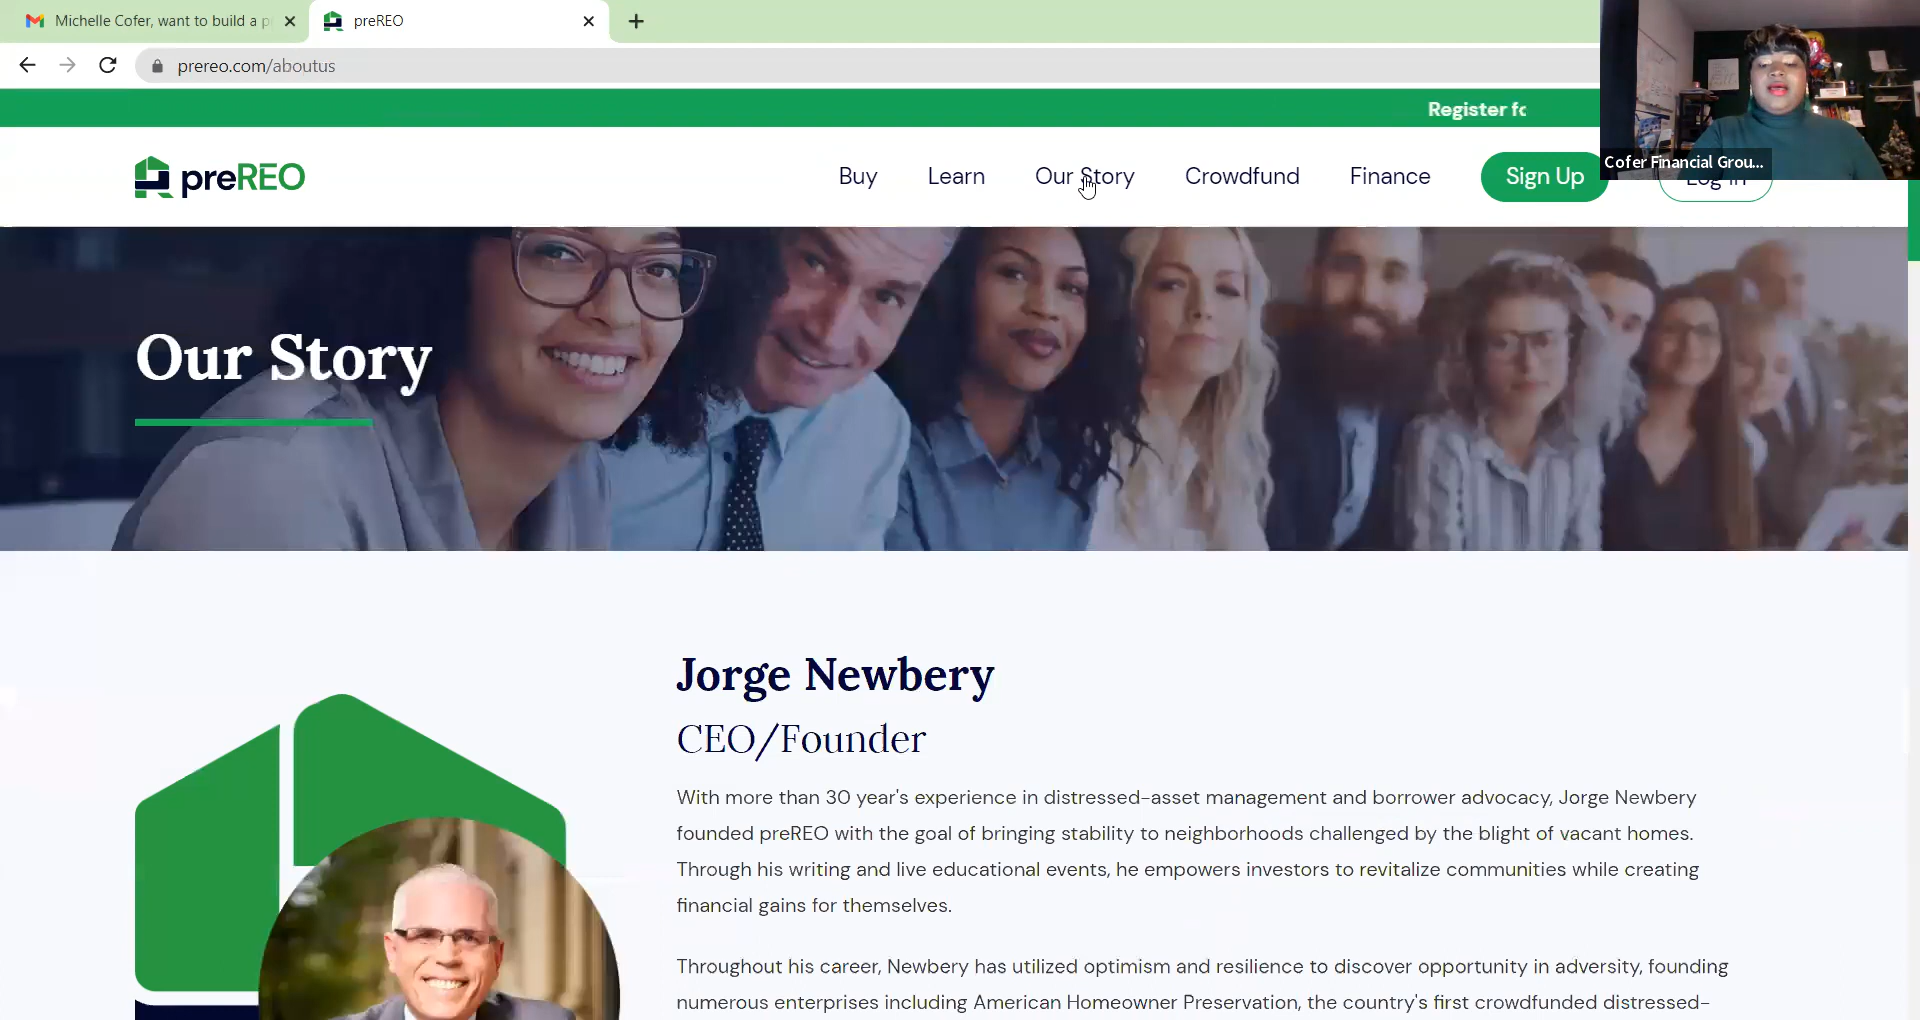 Michelle Cofer, want to build a p
preREO
prereo.com/aboutus
Register fo
preREO
Buy
Learn
Our Story
Crowdfund
Finance
Sign Up
Log In
Cofer Financial Grou...
Our Story
Jorge Newbery
CEO/Founder
With more than 30 year's experience in distressed-asset management and borrower advocacy, Jorge Newbery
founded preREO with the goal of bringing stability to neighborhoods challenged by the blight of vacant homes.
Through his writing and live educational events, he empowers investors to revitalize communities while creating
financial gains for themselves.
Throughout his career, Newbery has utilized optimism and resilience to discover opportunity in adversity, founding
numerous enterprises including American Homeowner Preservation, the country's first crowdfunded distressed-